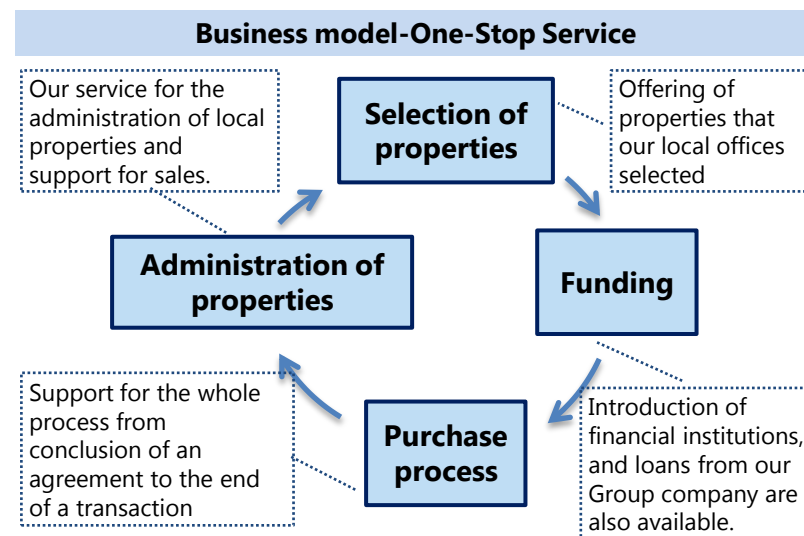 Business model-One-Stop Service
Our service for the
administration of local
properties and
support for sales.
Selection of
properties
Offering of
properties that
our local offices
selected
Administration of
properties
Funding
Support for the whole
process from
conclusion of an
agreement to the end
of a transaction
Purchase
process
Introduction of
financial institutions,
and loans from our
Group company are
also available.